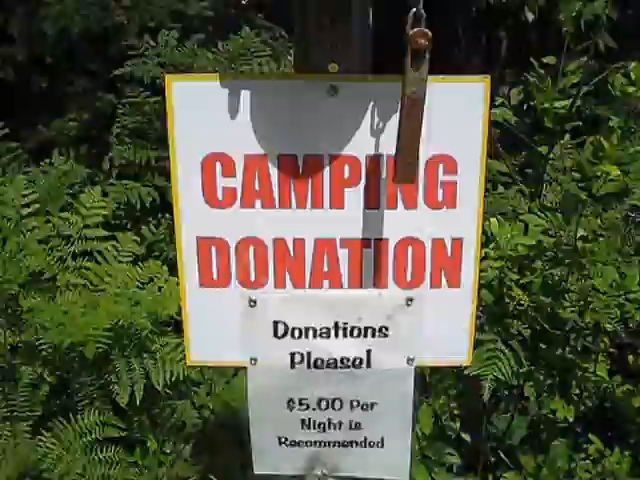 CAMPING
DONATION
Donations
Please!
$5.00 Per
Night is
Recommended